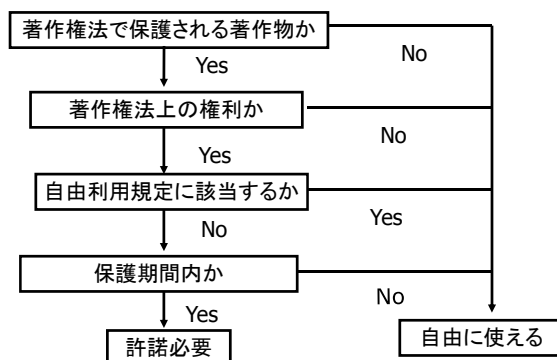 著作権法で保護される著作物か
No
Yes
著作権法上の権利か
No
Yes
自由利用規定に該当するか
Yes
No
保護期間内か
No
Yes
自由に使える
許諾必要